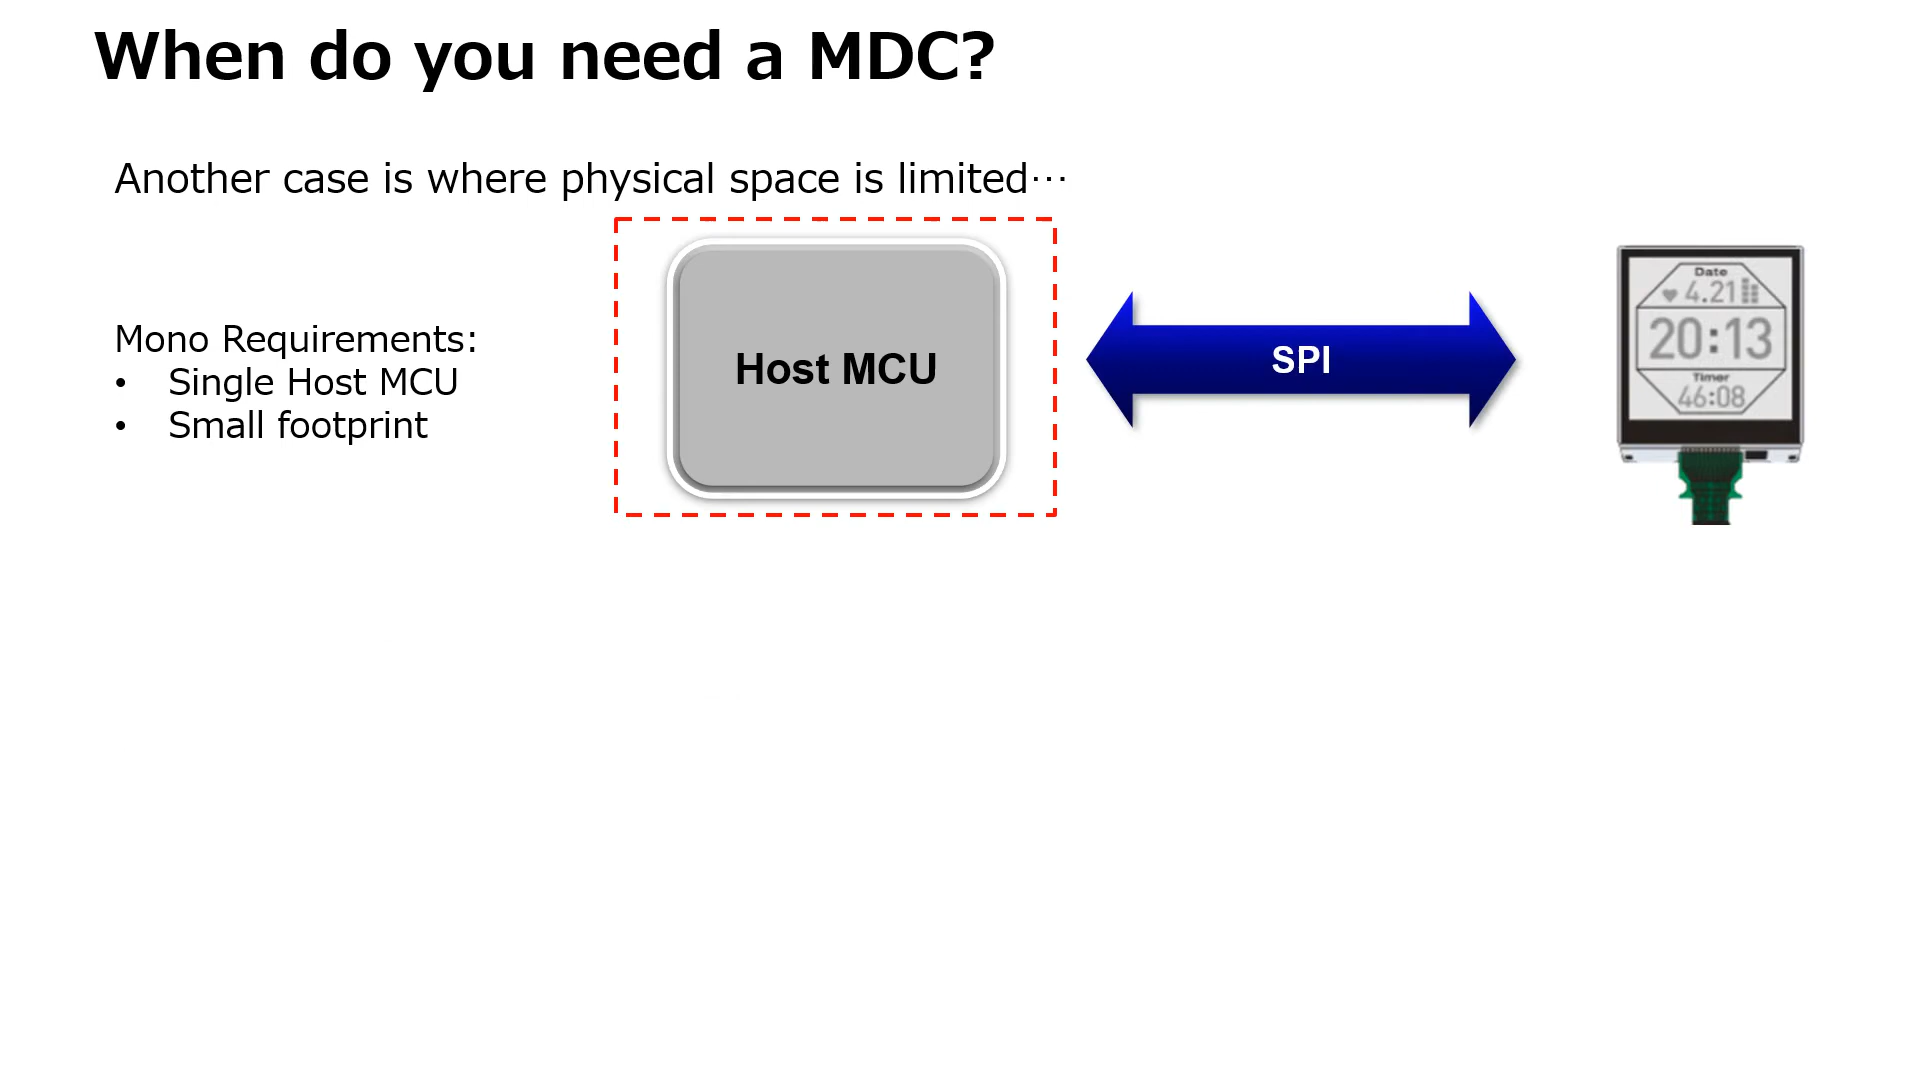 When do you need a MDC?
Another case is where physical space is limited…
Mono Requirements:
• Single Host MCU
• Small footprint
Host MCU
SPI
Date
4.21
20:13
Timer
46:08